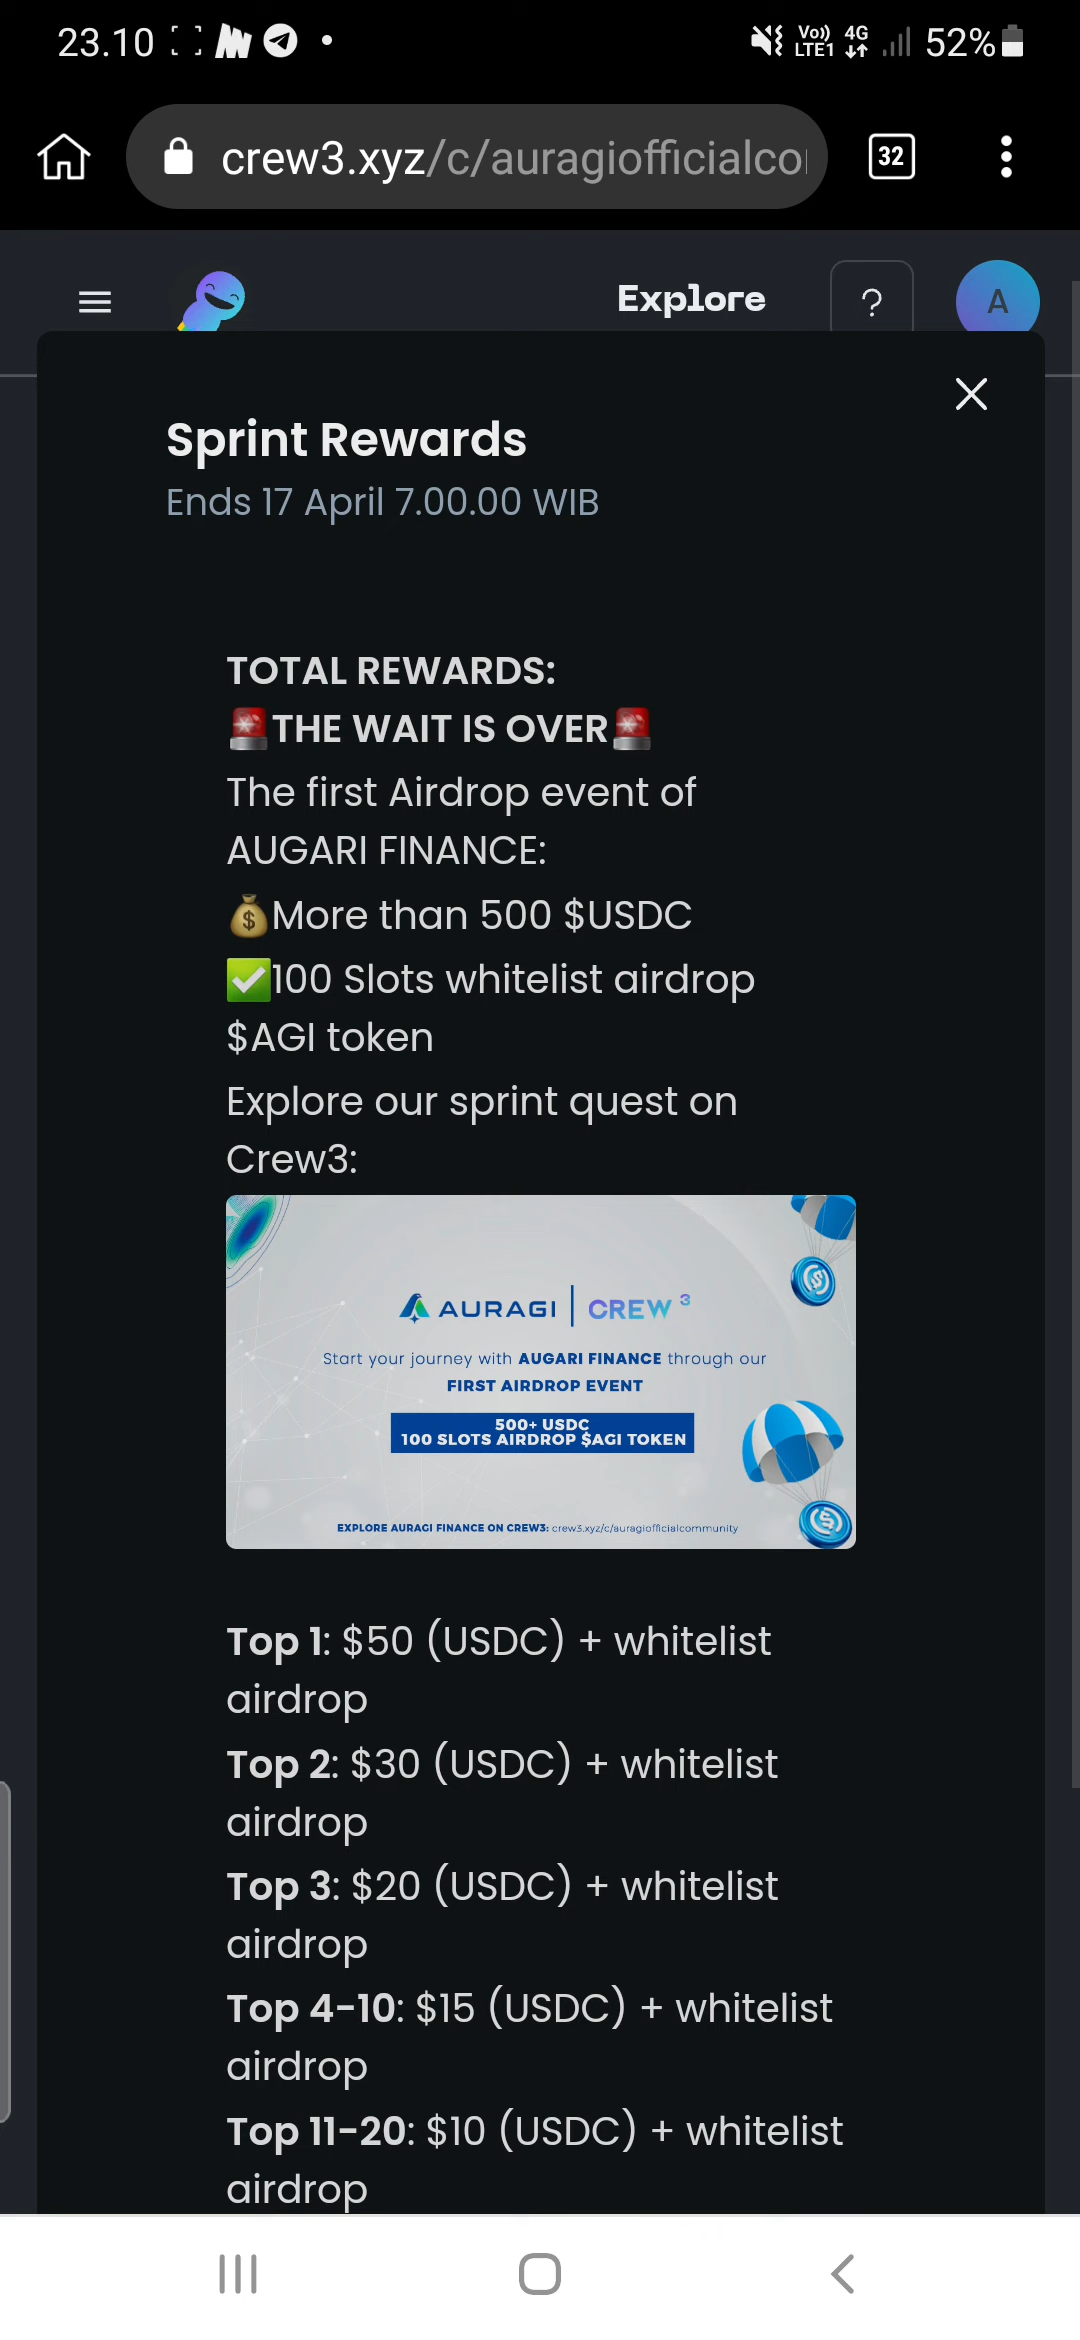 23.10
Vo)) LTE1 4G 52%
crew3.xyz/c/auragiofficialco
32
Explore
?
A
Sprint Rewards
Ends 17 April 7.00.00 WIB
TOTAL REWARDS:
🚨THE WAIT IS OVER🚨
The first Airdrop event of
AUGARI FINANCE:
💰More than 500 $USDC
✅100 Slots whitelist airdrop
$AGI token
Explore our sprint quest on
Crew3:
AURAGI | CREW 3
Start your journey with AUGARI FINANCE through our
FIRST AIRDROP EVENT
500+ USDC
100 SLOTS AIRDROP $AGI TOKEN
EXPLORE AURAGI FINANCE ON CREW3: crew3.xyz/c/auragiofficialcommunity
Top 1: $50 (USDC) + whitelist
airdrop
Top 2: $30 (USDC) + whitelist
airdrop
Top 3: $20 (USDC) + whitelist
airdrop
Top 4-10: $15 (USDC) + whitelist
airdrop
Top 11-20: $10 (USDC) + whitelist
airdrop